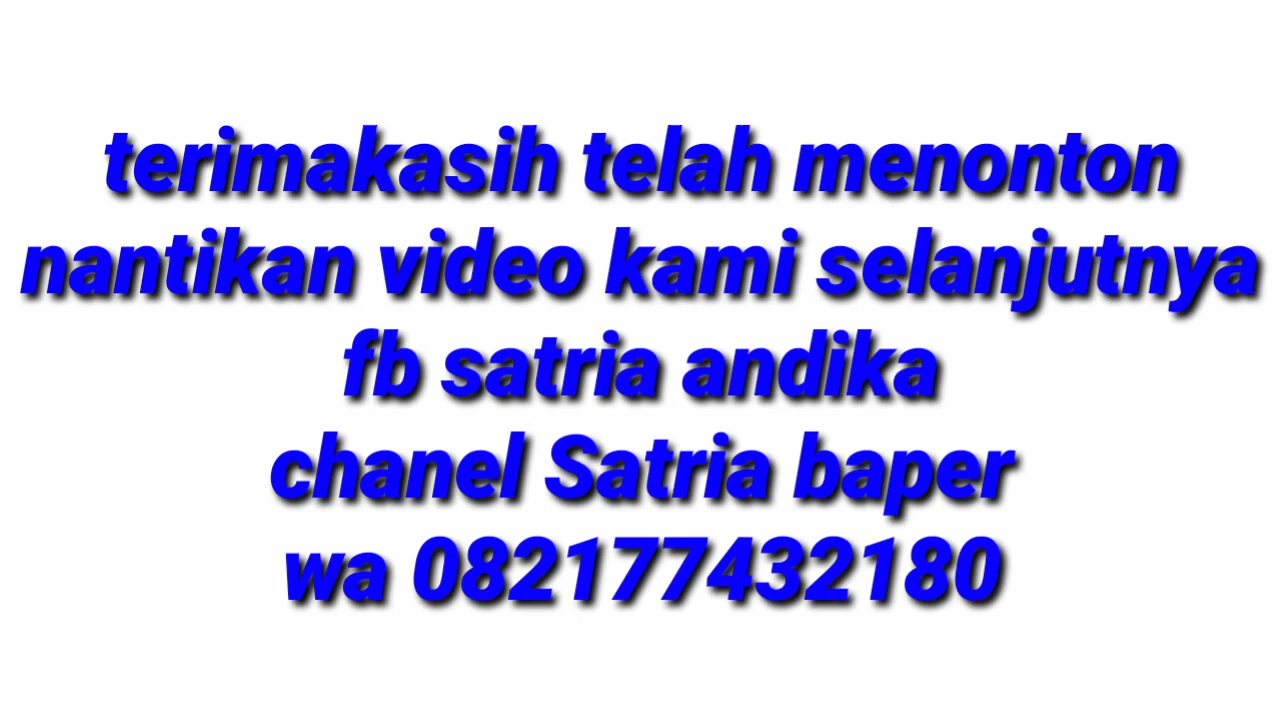 terimakasih telah menonton
nantikan video kami selanjutnya
fb satria andika
chanel Satria baper
wa 082177432180